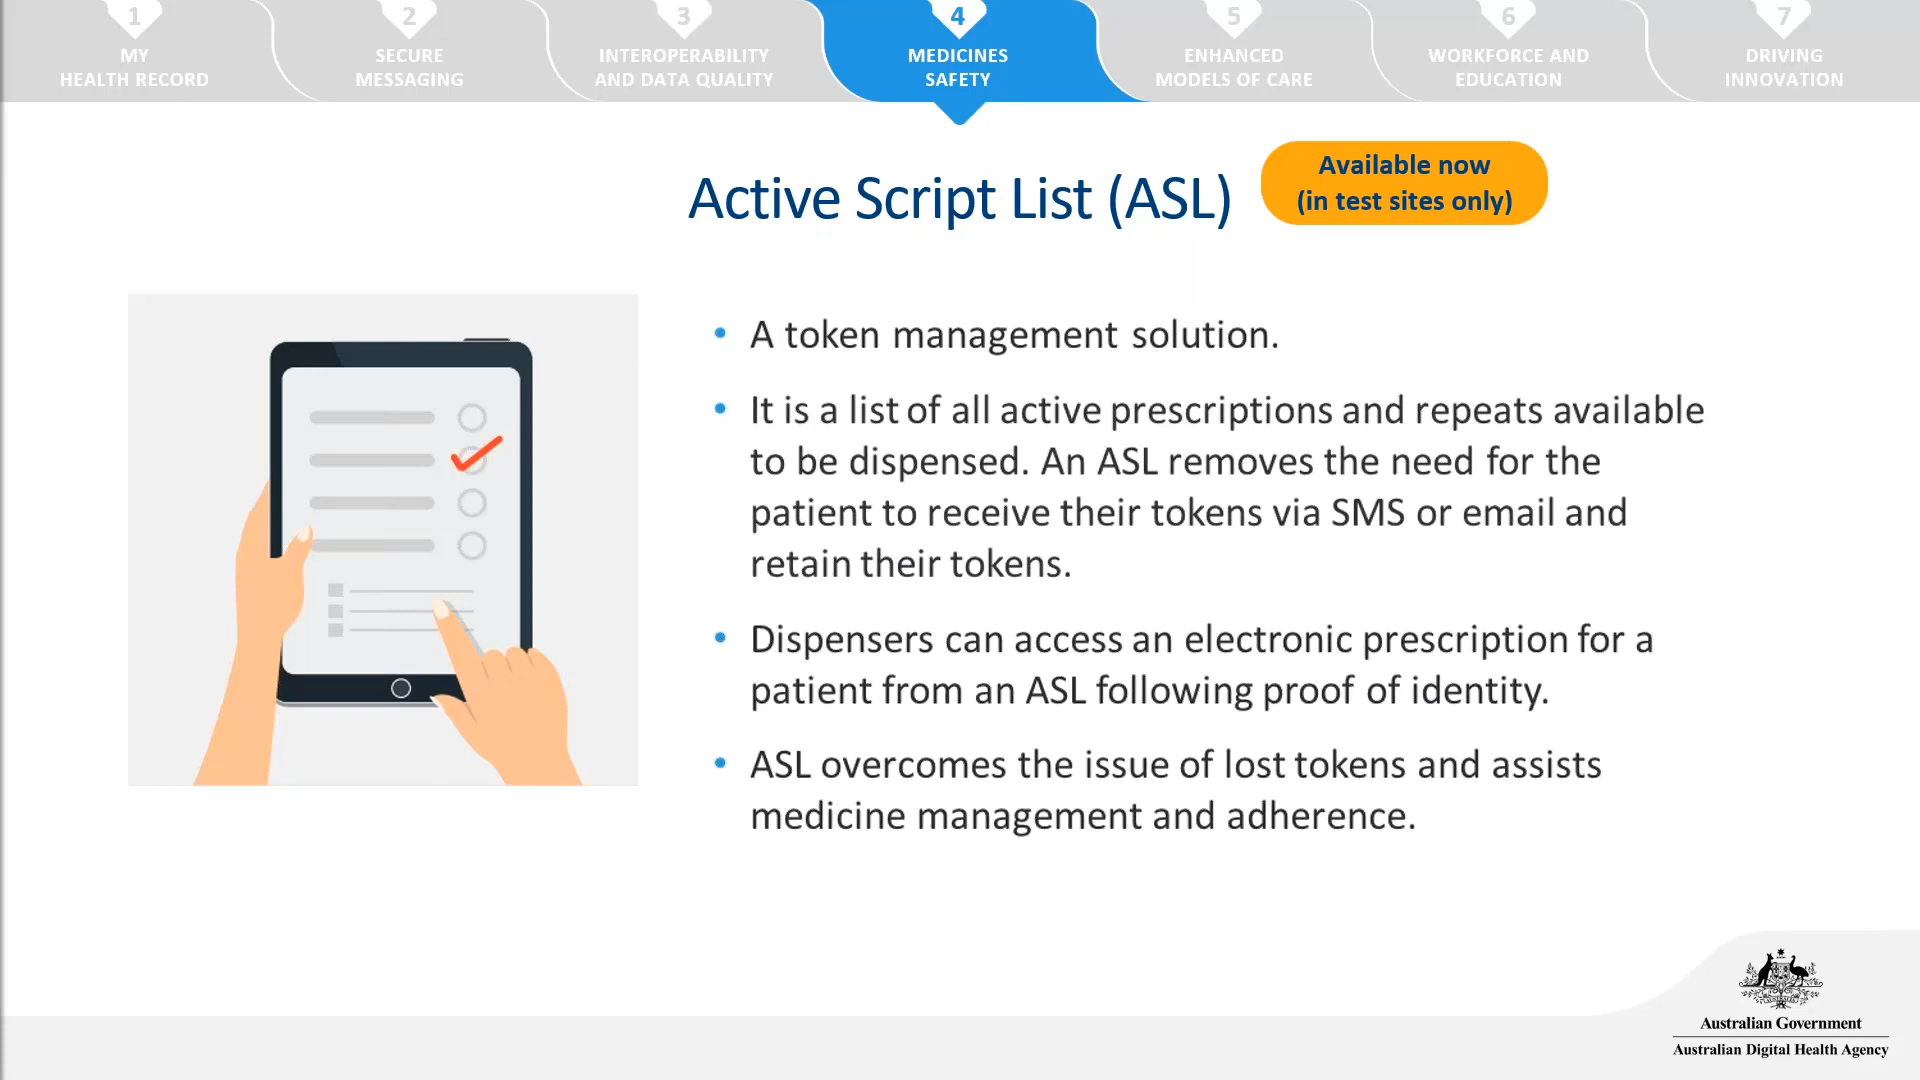 1
MY
HEALTH RECORD
2
SECURE
MESSAGING
3
INTEROPERABILITY
AND DATA QUALITY
4
MEDICINES
SAFETY
5
ENHANCED
MODELS OF CARE
6
WORKFORCE AND
EDUCATION
7
DRIVING
INNOVATION
Active Script List (ASL)
Available now
(in test sites only)
• A token management solution.
• It is a list of all active prescriptions and repeats available
to be dispensed. An ASL removes the need for the
patient to receive their tokens via SMS or email and
retain their tokens.
• Dispensers can access an electronic prescription for a
patient from an ASL following proof of identity.
• ASL overcomes the issue of lost tokens and assists
medicine management and adherence.
Australian Government
Australian Digital Health Agency